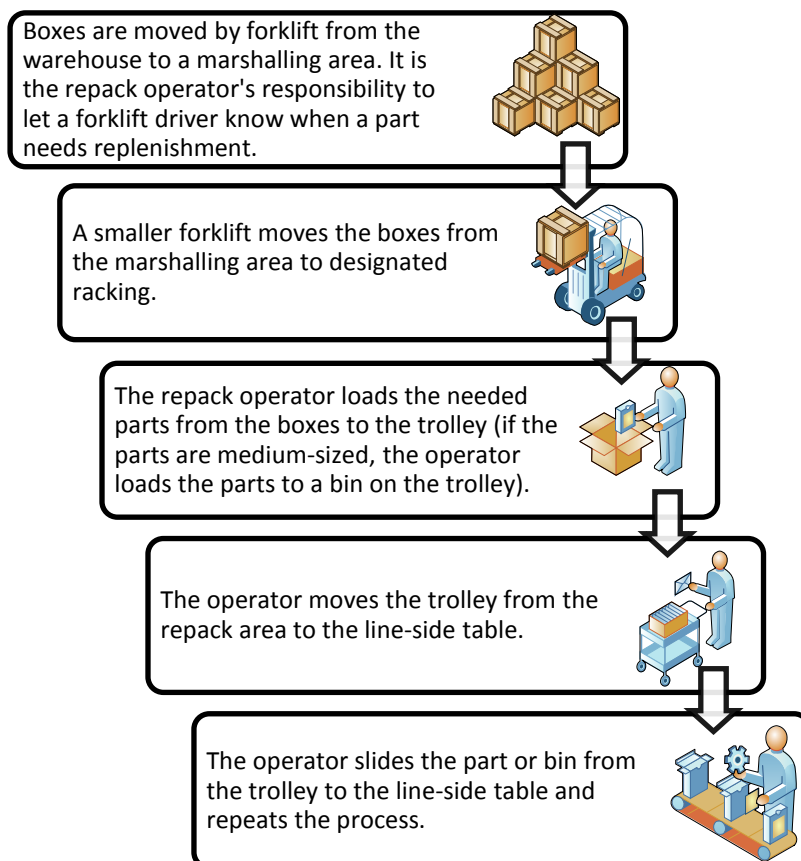 Boxes are moved by forklift from the
warehouse to a marshalling area. It is
the repack operator's responsibility to
let a forklift driver know when a part
needs replenishment.
A smaller forklift moves the boxes from
the marshalling area to designated
racking.
The repack operator loads the needed
parts from the boxes to the trolley (if the
parts are medium-sized, the operator
loads the parts to a bin on the trolley).
The operator moves the trolley from the
repack area to the line-side table.
The operator slides the part or bin from
the trolley to the line-side table and
repeats the process.